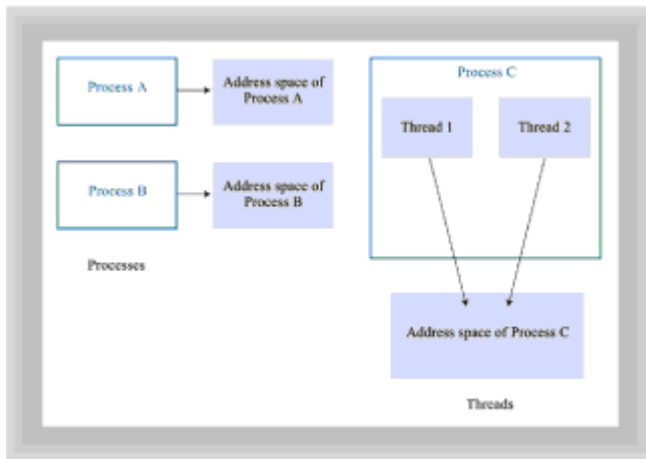 Process A
Address space of
Process A
Process B
Address space of
Process B
Processes
Process C
Thread 1
Thread 2
Address space of Process C
Threads